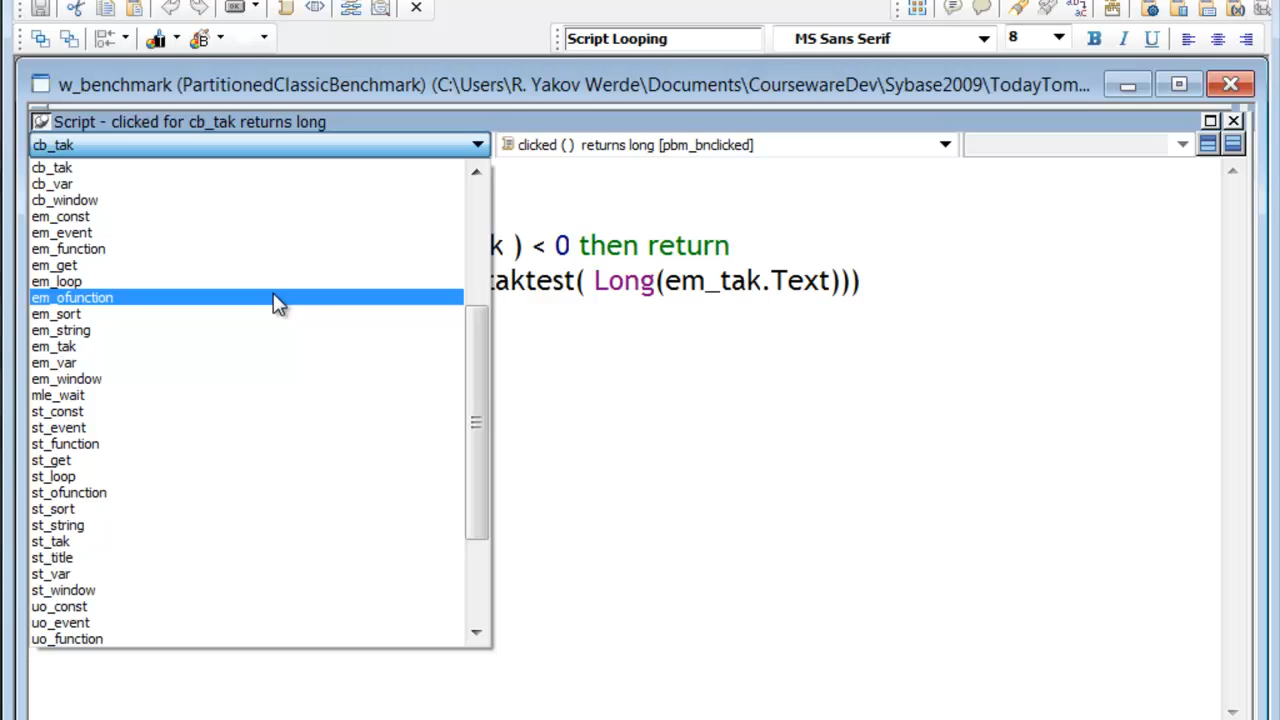 Script Looping
MS Sans Serif
8
B I U
w_benchmark (PartitionedClassicBenchmark) (C:\Users\R. Yakov Werde\Documents\CoursewareDev\Sybase2009\TodayTom...
Script - clicked for cb_tak returns long
cb_tak
clicked ( ) returns long [pbm_bnclicked]
cb_tak
cb_var
cb_window
em_const
em_event
em_function
em_get
em_loop
em_ofunction
em_sort
em_string
em_tak
em_var
em_window
mle_wait
st_const
st_event
st_function
st_get
st_loop
st_ofunction
st_sort
st_string
st_tak
st_title
st_var
st_window
uo_const
uo_event
uo_function
k ) < 0 then return
taktest( Long(em_tak.Text)))